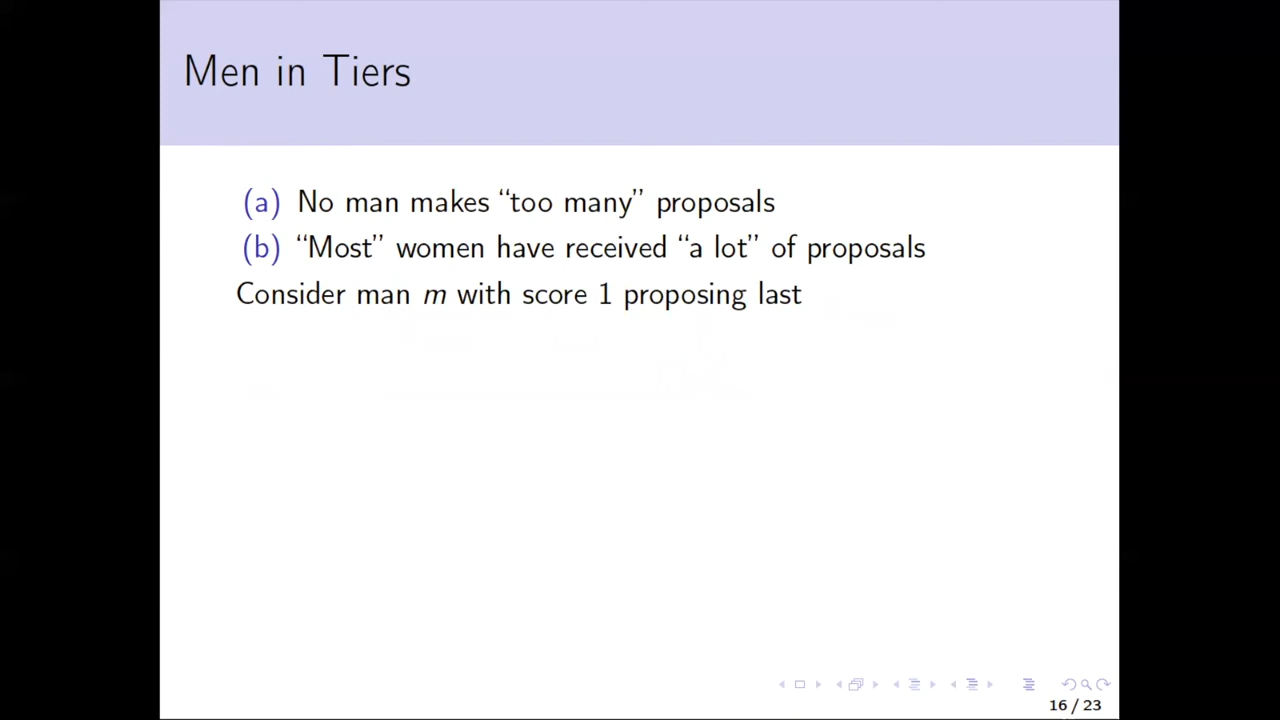 Men in Tiers
(a) No man makes “too many” proposals
(b) “Most” women have received “a lot” of proposals
Consider man m with score 1 proposing last
16 / 23